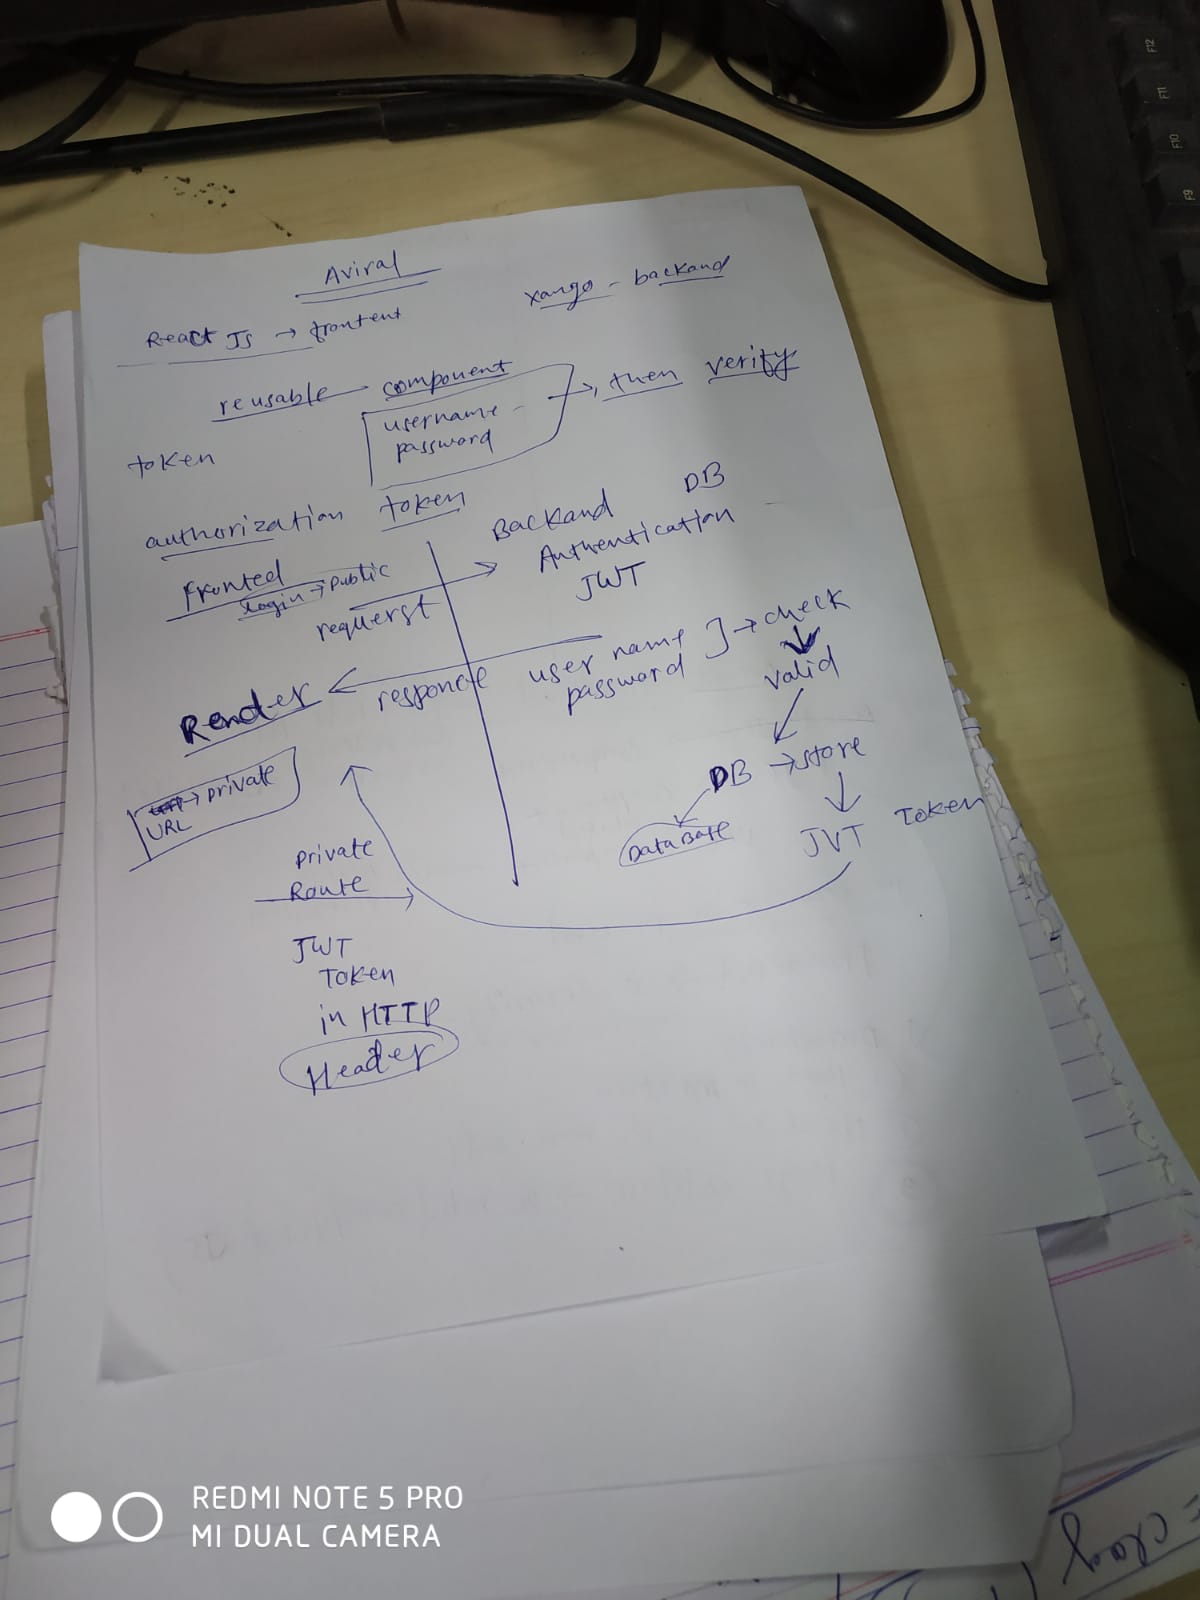 Aviral
React JS → frontent
xango - backand
reusable component
username
password
→, then verify
token
authorization token
fronted
login → public
requerst
Backand DB
Authentication
JWT
user name
password
] → check
valid
responce
Render
DB → store
Database
JVT Token
→ private
URL
private
Route
JWT
Token
in HTTP
Header
REDMI NOTE 5 PRO
MI DUAL CAMERA
F12
F11
F10
F9